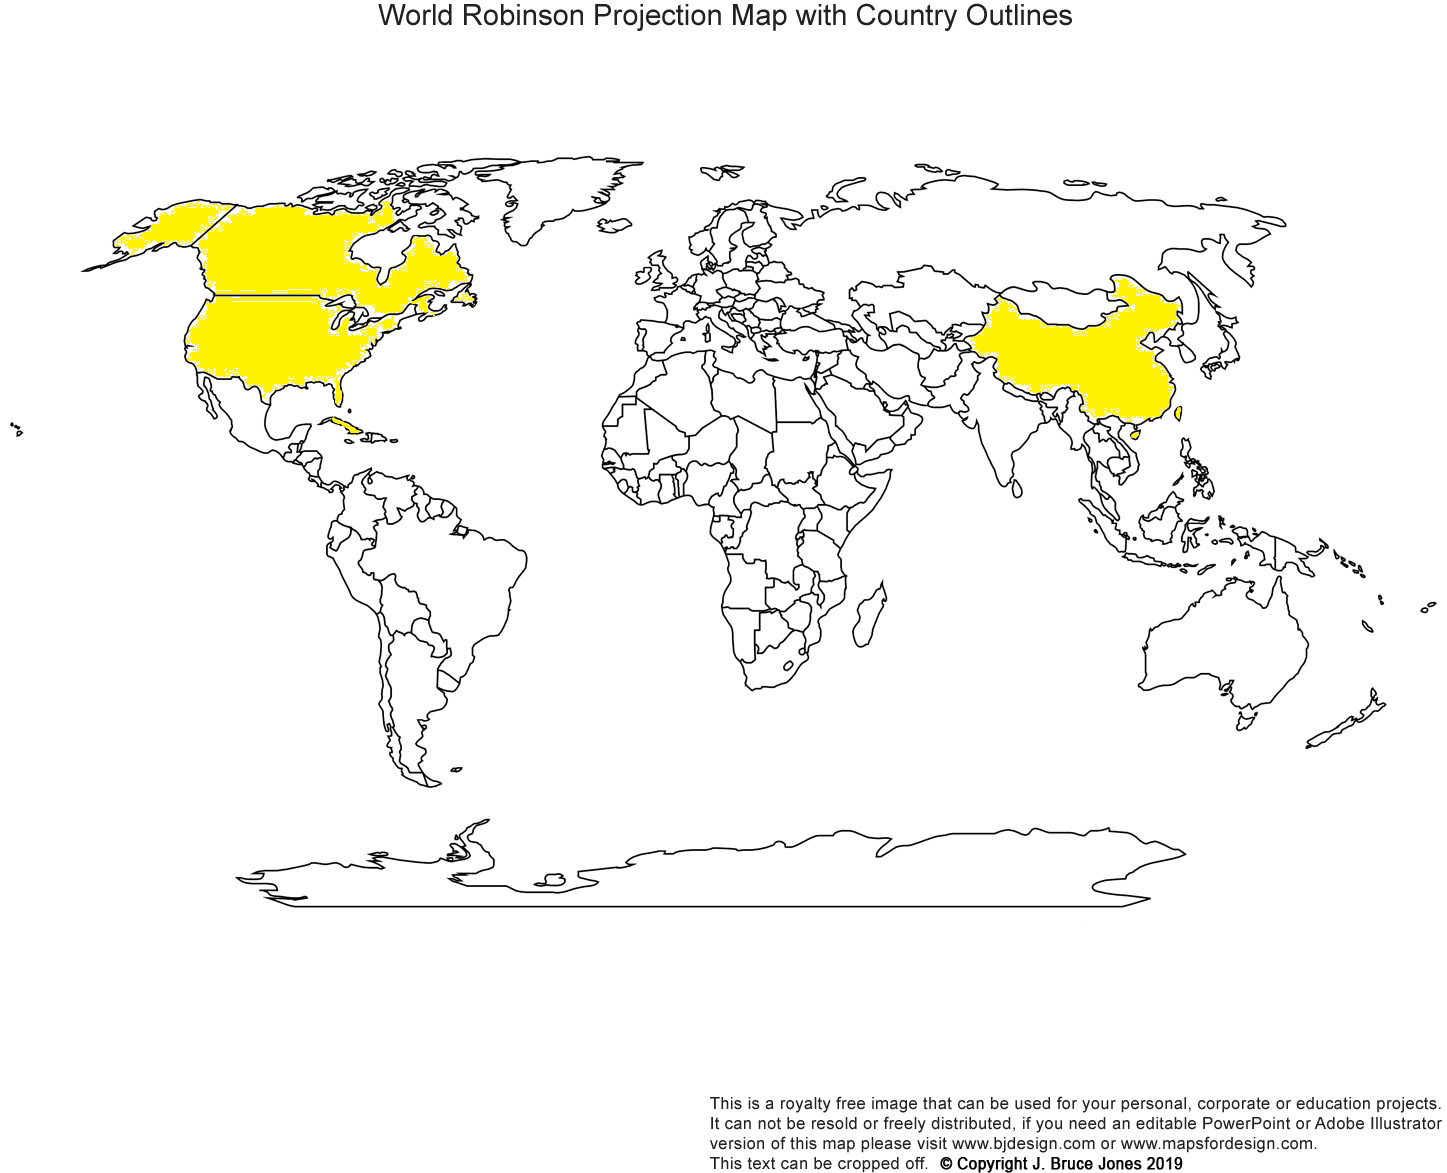 World Robinson Projection Map with Country Outlines
This is a royalty free image that can be used for your personal, corporate or education projects.
It can not be resold or freely distributed, if you need an editable PowerPoint or Adobe Illustrator
version of this map please visit www.bjdesign.com or www.mapsfordesign.com.
This text can be cropped off. © Copyright J. Bruce Jones 2019